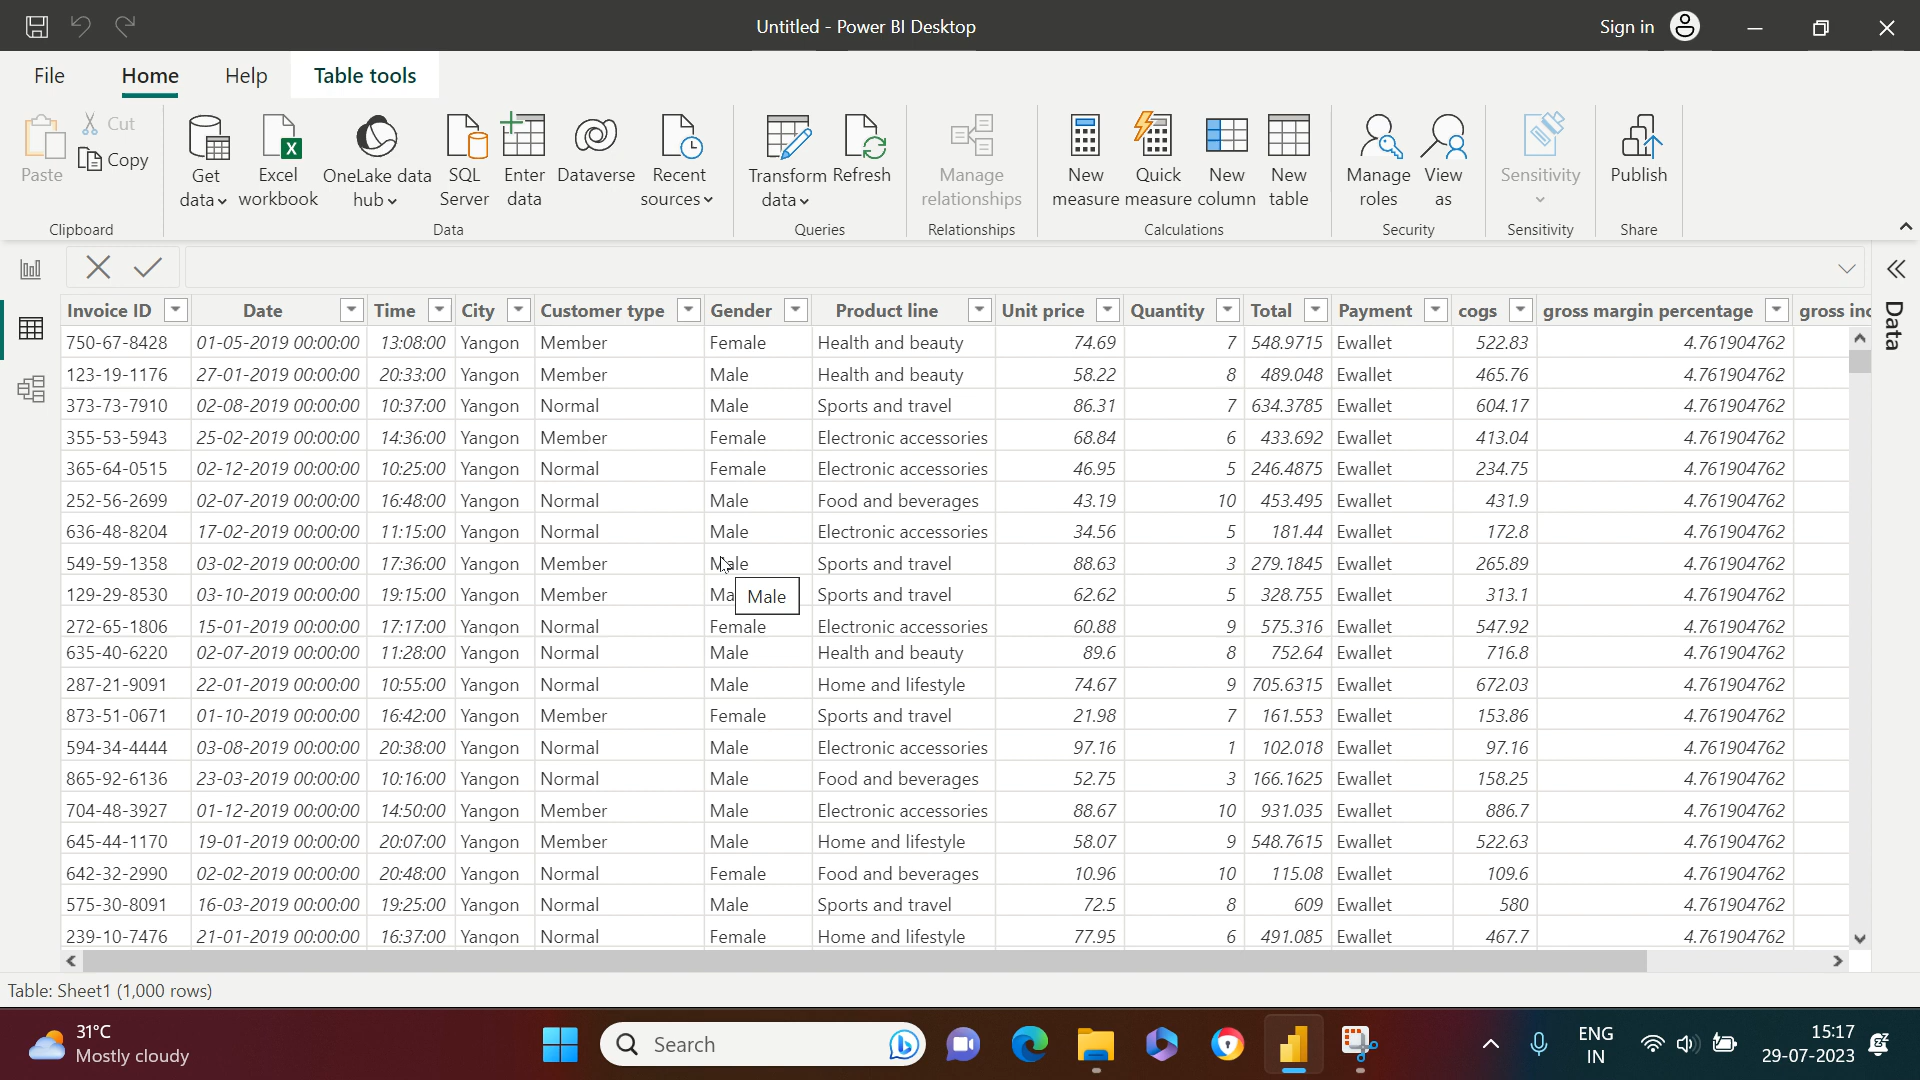 Untitled - Power BI Desktop
Sign in
File Home Help Table tools
Paste Cut Copy
Get data Excel workbook OneLake data hub SQL Server Enter data Dataverse Recent sources
Transform data Refresh
Manage relationships
New measure Quick measure New column New table
Manage roles View as
Sensitivity
Publish
Clipboard Data Queries Relationships Calculations Security Sensitivity Share
Data
Invoice ID Date Time City Customer type Gender Product line Unit price Quantity Total Payment cogs gross margin percentage gross inc
750-67-8428 01-05-2019 00:00:00 13:08:00 Yangon Member Female Health and beauty 74.69 7 548.9715 Ewallet 522.83 4.761904762
123-19-1176 27-01-2019 00:00:00 20:33:00 Yangon Member Male Health and beauty 58.22 8 489.048 Ewallet 465.76 4.761904762
373-73-7910 02-08-2019 00:00:00 10:37:00 Yangon Normal Male Sports and travel 86.31 7 634.3785 Ewallet 604.17 4.761904762
355-53-5943 25-02-2019 00:00:00 14:36:00 Yangon Member Female Electronic accessories 68.84 6 433.692 Ewallet 413.04 4.761904762
365-64-0515 02-12-2019 00:00:00 10:25:00 Yangon Normal Female Electronic accessories 46.95 5 246.4875 Ewallet 234.75 4.761904762
252-56-2699 02-07-2019 00:00:00 16:48:00 Yangon Normal Male Food and beverages 43.19 10 453.495 Ewallet 431.9 4.761904762
636-48-8204 17-02-2019 00:00:00 11:15:00 Yangon Normal Male Electronic accessories 34.56 5 181.44 Ewallet 172.8 4.761904762
549-59-1358 03-02-2019 00:00:00 17:36:00 Yangon Member Male Sports and travel 88.63 3 279.1845 Ewallet 265.89 4.761904762
129-29-8530 03-10-2019 00:00:00 19:15:00 Yangon Member Ma Male Sports and travel 62.62 5 328.755 Ewallet 313.1 4.761904762
272-65-1806 15-01-2019 00:00:00 17:17:00 Yangon Normal Female Electronic accessories 60.88 9 575.316 Ewallet 547.92 4.761904762
635-40-6220 02-07-2019 00:00:00 11:28:00 Yangon Normal Male Health and beauty 89.6 8 752.64 Ewallet 716.8 4.761904762
287-21-9091 22-01-2019 00:00:00 10:55:00 Yangon Normal Male Home and lifestyle 74.67 9 705.6315 Ewallet 672.03 4.761904762
873-51-0671 01-10-2019 00:00:00 16:42:00 Yangon Member Female Sports and travel 21.98 7 161.553 Ewallet 153.86 4.761904762
594-34-4444 03-08-2019 00:00:00 20:38:00 Yangon Normal Male Electronic accessories 97.16 1 102.018 Ewallet 97.16 4.761904762
865-92-6136 23-03-2019 00:00:00 10:16:00 Yangon Normal Male Food and beverages 52.75 3 166.1625 Ewallet 158.25 4.761904762
704-48-3927 01-12-2019 00:00:00 14:50:00 Yangon Member Male Electronic accessories 88.67 10 931.035 Ewallet 886.7 4.761904762
645-44-1170 19-01-2019 00:00:00 20:07:00 Yangon Member Male Home and lifestyle 58.07 9 548.7615 Ewallet 522.63 4.761904762
642-32-2990 02-02-2019 00:00:00 20:48:00 Yangon Normal Female Food and beverages 10.96 10 115.08 Ewallet 109.6 4.761904762
575-30-8091 16-03-2019 00:00:00 19:25:00 Yangon Normal Male Sports and travel 72.5 8 609 Ewallet 580 4.761904762
239-10-7476 21-01-2019 00:00:00 16:37:00 Yangon Normal Female Home and lifestyle 77.95 6 491.085 Ewallet 467.7 4.761904762
Table: Sheet1 (1,000 rows)
31°C
Mostly cloudy
Search
ENG
IN
15:17
29-07-2023